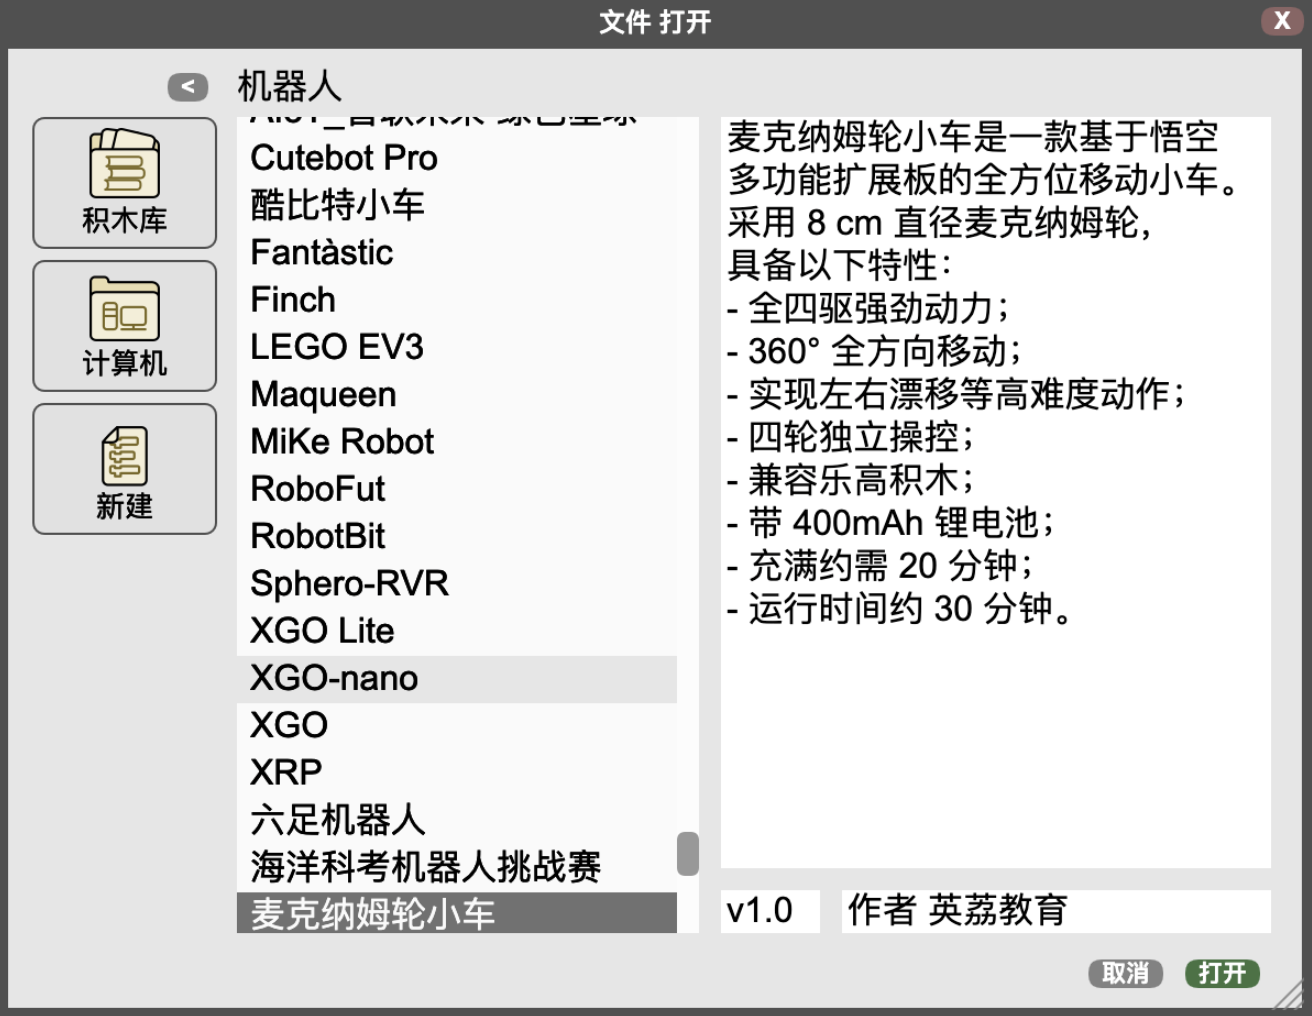 文件 打开
X
<
机器人
积木库
计算机
新建
Cutebot Pro
酷比特小车
Fantàstic
Finch
LEGO EV3
Maqueen
MiKe Robot
RoboFut
RobotBit
Sphero-RVR
XGO Lite
XGO-nano
XGO
XRP
六足机器人
海洋科考机器人挑战赛
麦克纳姆轮小车
麦克纳姆轮小车是一款基于悟空
多功能扩展板的全方位移动小车。
采用 8 cm 直径麦克纳姆轮，
具备以下特性：
- 全四驱强劲动力；
- 360° 全方向移动；
- 实现左右漂移等高难度动作；
- 四轮独立操控；
- 兼容乐高积木；
- 带 400mAh 锂电池；
- 充满约需 20 分钟；
- 运行时间约 30 分钟。
v1.0
作者 英荔教育
取消
打开